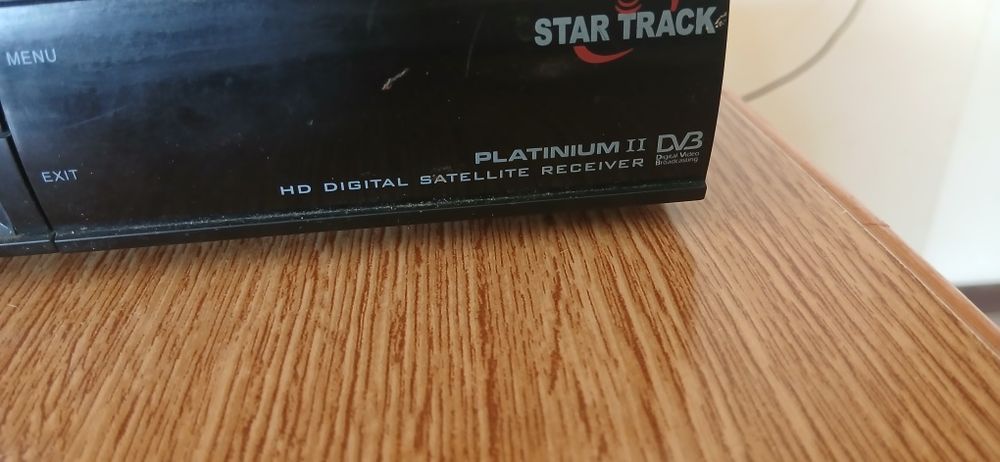 MENU
STAR TRACK
EXIT
PLATINIUM II DVB
Digital Video
Broadcasting
HD DIGITAL SATELLITE RECEIVER